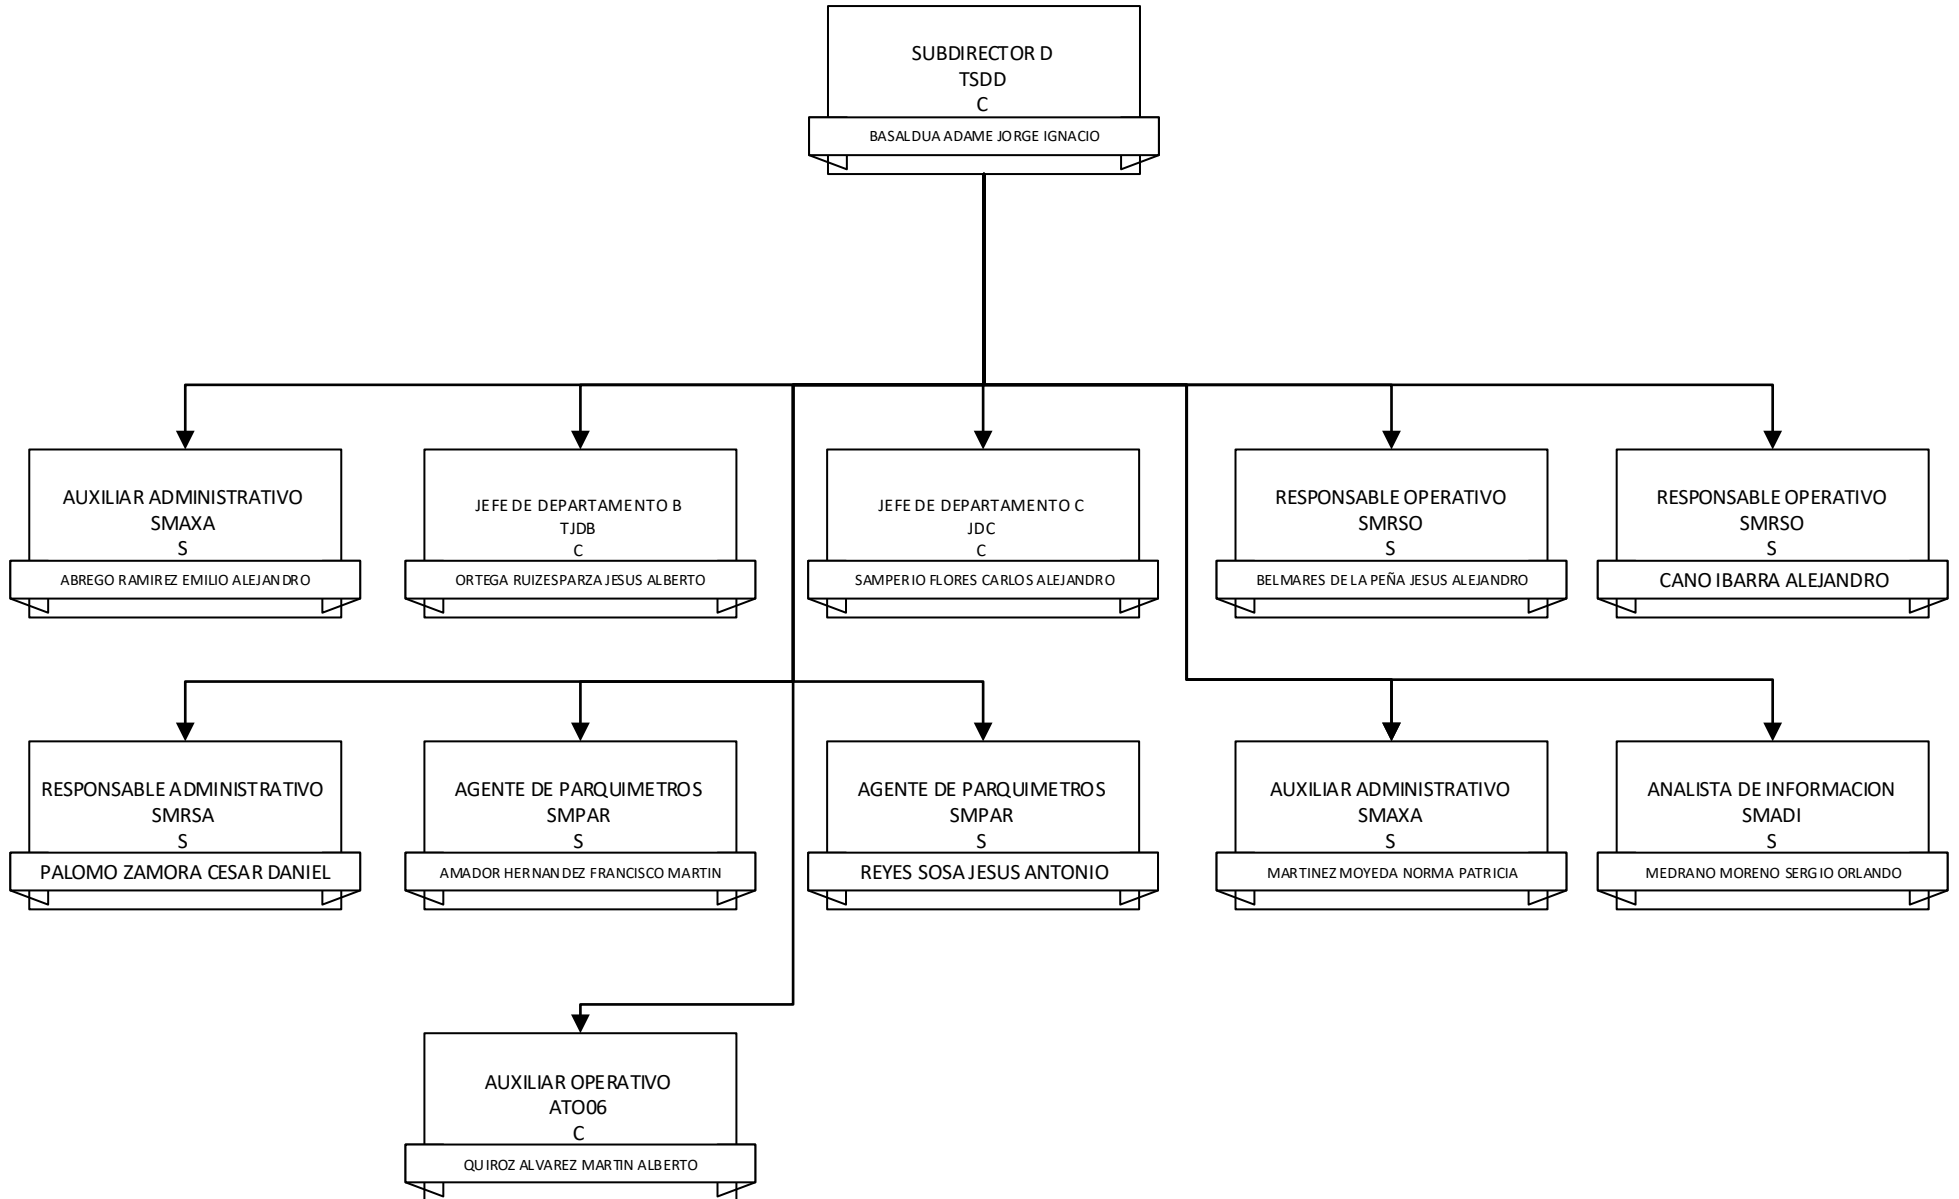 SUBDIRECTOR D
TSDD
C
BASALDUA ADAME JORGE IGNACIO
AUXILIAR ADMINISTRATIVO
SMAXA
S
ABREGO RAMIREZ EMILIO ALEJANDRO
JEFE DE DEPARTAMENTO B
TJDB
C
ORTEGA RUIZESPARZA JESUS ALBERTO
JEFE DE DEPARTAMENTO C
JDC
C
SAMPERIO FLORES CARLOS ALEJANDRO
RESPONSABLE OPERATIVO
SMRSO
S
BELMARES DE LA PEÑA JESUS ALEJANDRO
RESPONSABLE OPERATIVO
SMRSO
S
CANO IBARRA ALEJANDRO
RESPONSABLE ADMINISTRATIVO
SMRSA
S
PALOMO ZAMORA CESAR DANIEL
AGENTE DE PARQUIMETROS
SMPAR
S
AMADOR HERNANDEZ FRANCISCO MARTIN
AGENTE DE PARQUIMETROS
SMPAR
S
REYES SOSA JESUS ANTONIO
AUXILIAR ADMINISTRATIVO
SMAXA
S
MARTINEZ MOYEDA NORMA PATRICIA
ANALISTA DE INFORMACION
SMADI
S
MEDRANO MORENO SERGIO ORLANDO
AUXILIAR OPERATIVO
ATO06
C
QUIROZ ALVAREZ MARTIN ALBERTO